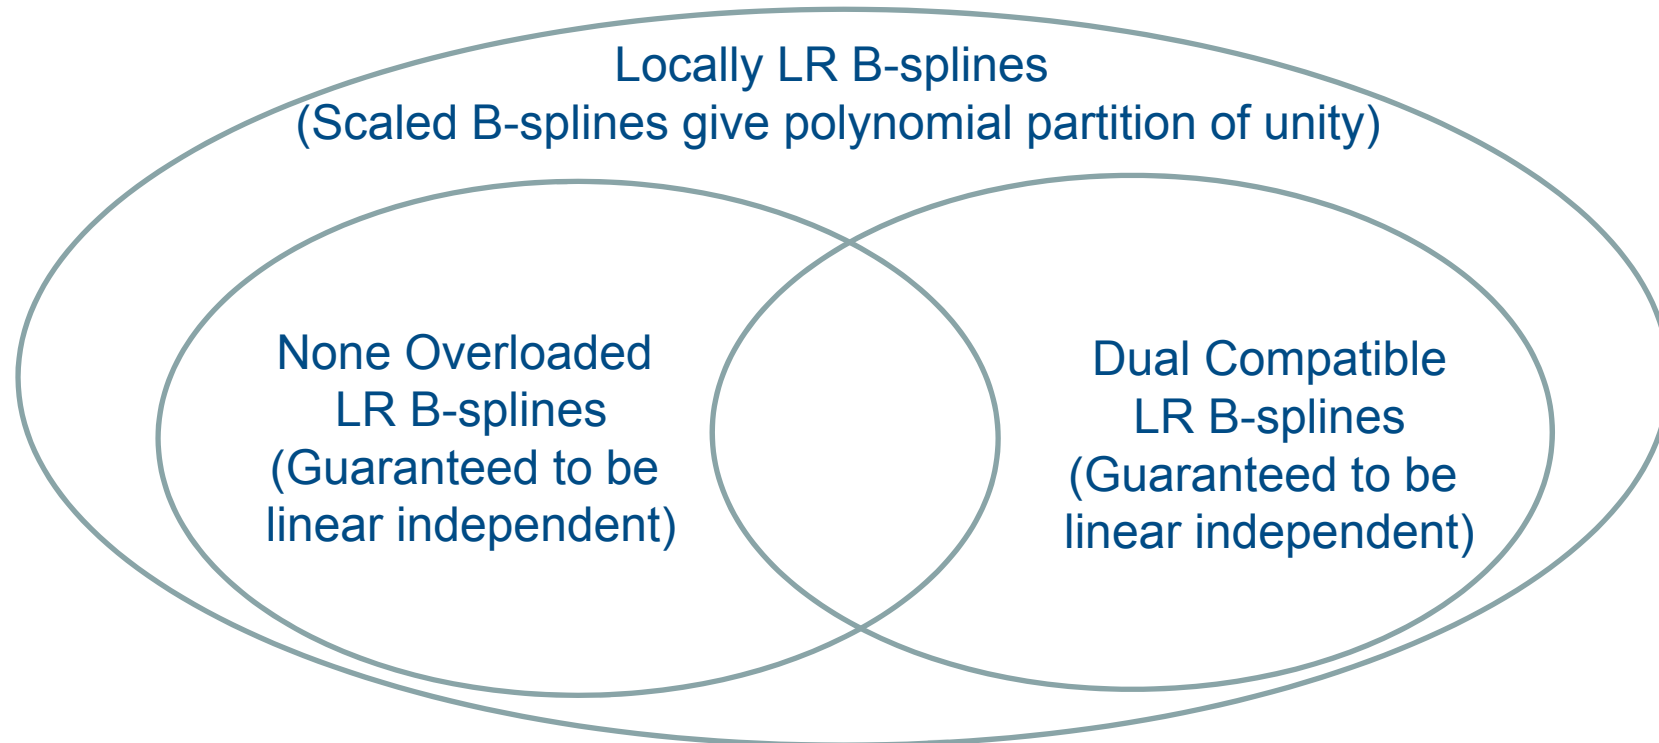 Locally LR B-splines
(Scaled B-splines give polynomial partition of unity)
None Overloaded
LR B-splines
(Guaranteed to be
linear independent)
Dual Compatible
LR B-splines
(Guaranteed to be
linear independent)